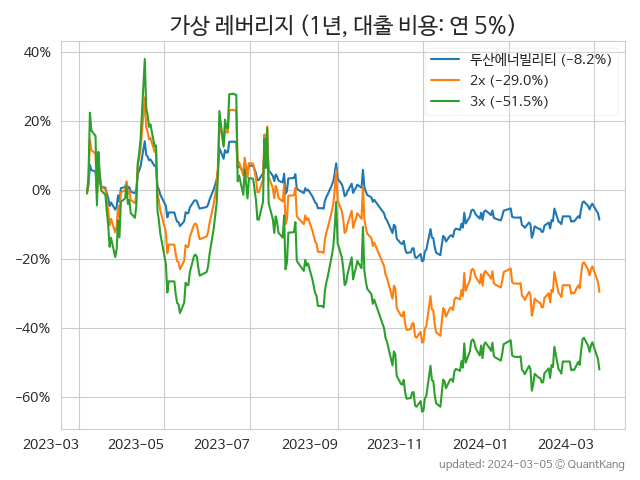 가상 레버리지 (1년, 대출 비용: 연 5%)
두산에너빌리티 (−8.2%)
2x (−29.0%)
3x (−51.5%)
40%
20%
0%
−20%
−40%
−60%
2023−03 2023−05 2023−07 2023−09 2023−11 2024−01 2024−03
updated: 2024-03-05 © QuantKang